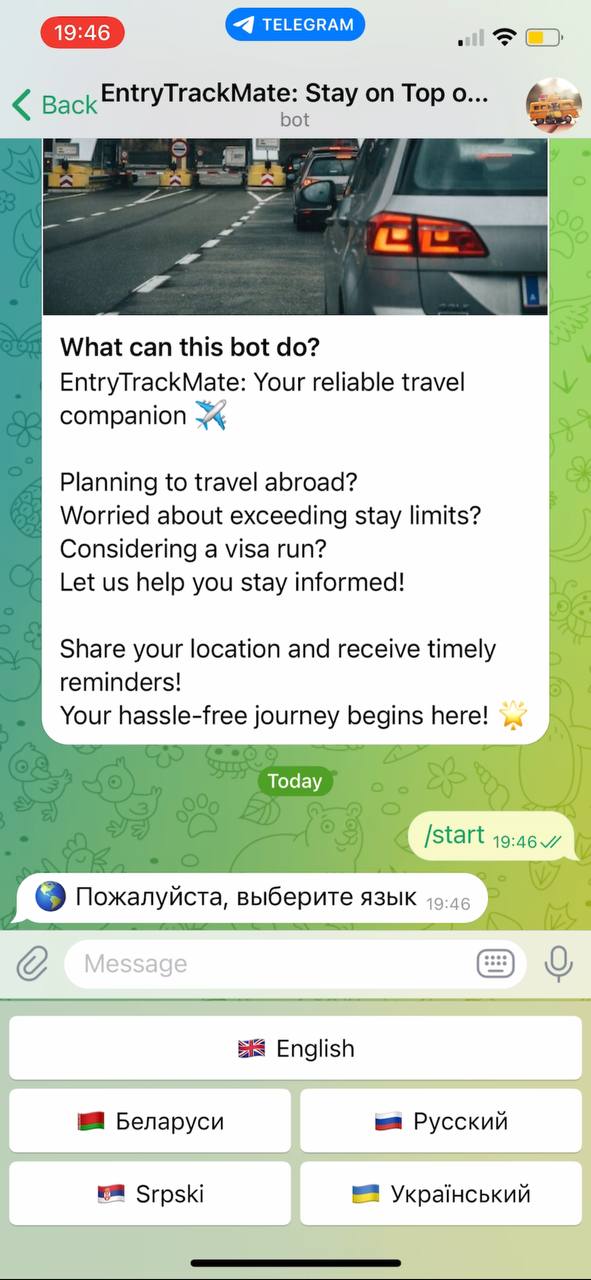 19:46
TELEGRAM
Back
EntryTrackMate: Stay on Top o...
bot
What can this bot do?
EntryTrackMate: Your reliable travel
companion ✈️
Planning to travel abroad?
Worried about exceeding stay limits?
Considering a visa run?
Let us help you stay informed!
Share your location and receive timely
reminders!
Your hassle-free journey begins here! 🌟
Today
/start 19:46
🌎 Пожалуйста, выберите язык 19:46
Message
🇬🇧 English
🇧🇾 Беларуси
🇷🇺 Русский
🇷🇸 Srpski
🇺🇦 Український